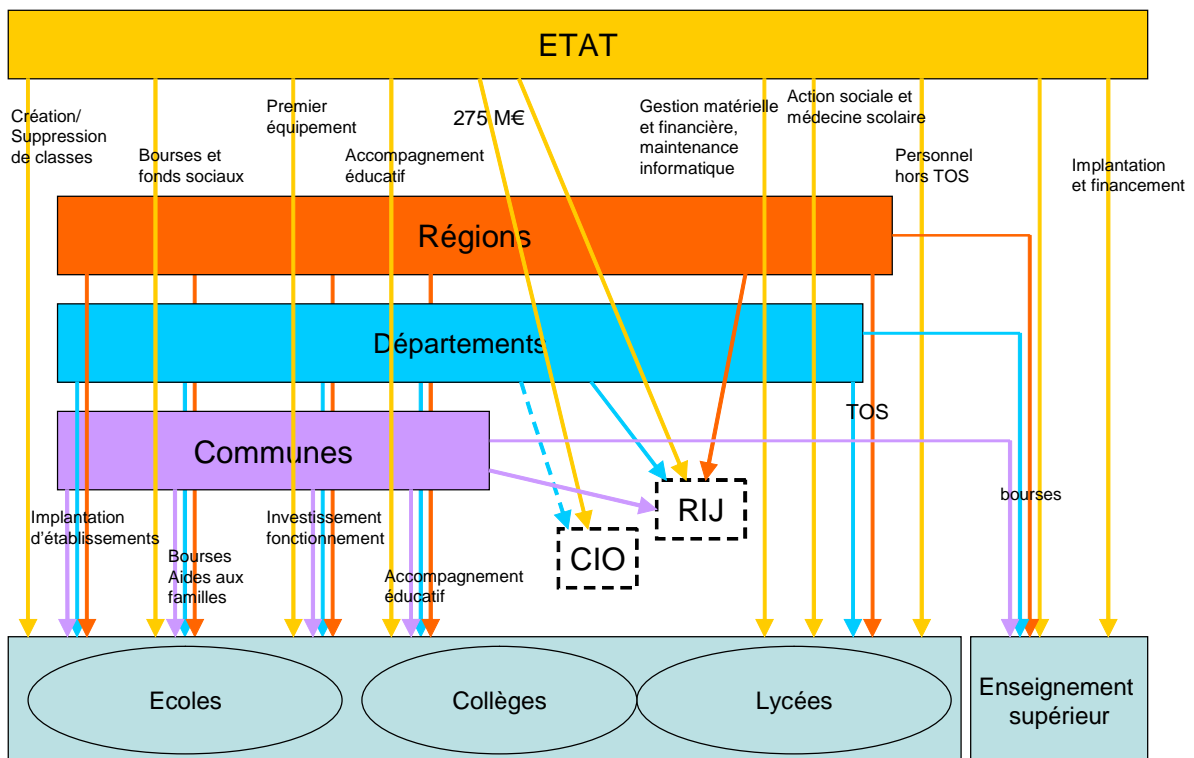 ETAT
Création/
Suppression
de classes
Bourses et
fonds sociaux
Premier
équipement
Accompagnement
éducatif
275 M€
Gestion matérielle
et financière,
maintenance
informatique
Action sociale et
médecine scolaire
Personnel
hors TOS
Implantation
et financement
Régions
Départements
TOS
Communes
RIJ
CIO
bourses
Implantation
d'établissements
Bourses
Aides aux
familles
Investissement
fonctionnement
Accompagnement
éducatif
Ecoles
Collèges
Lycées
Enseignement
supérieur